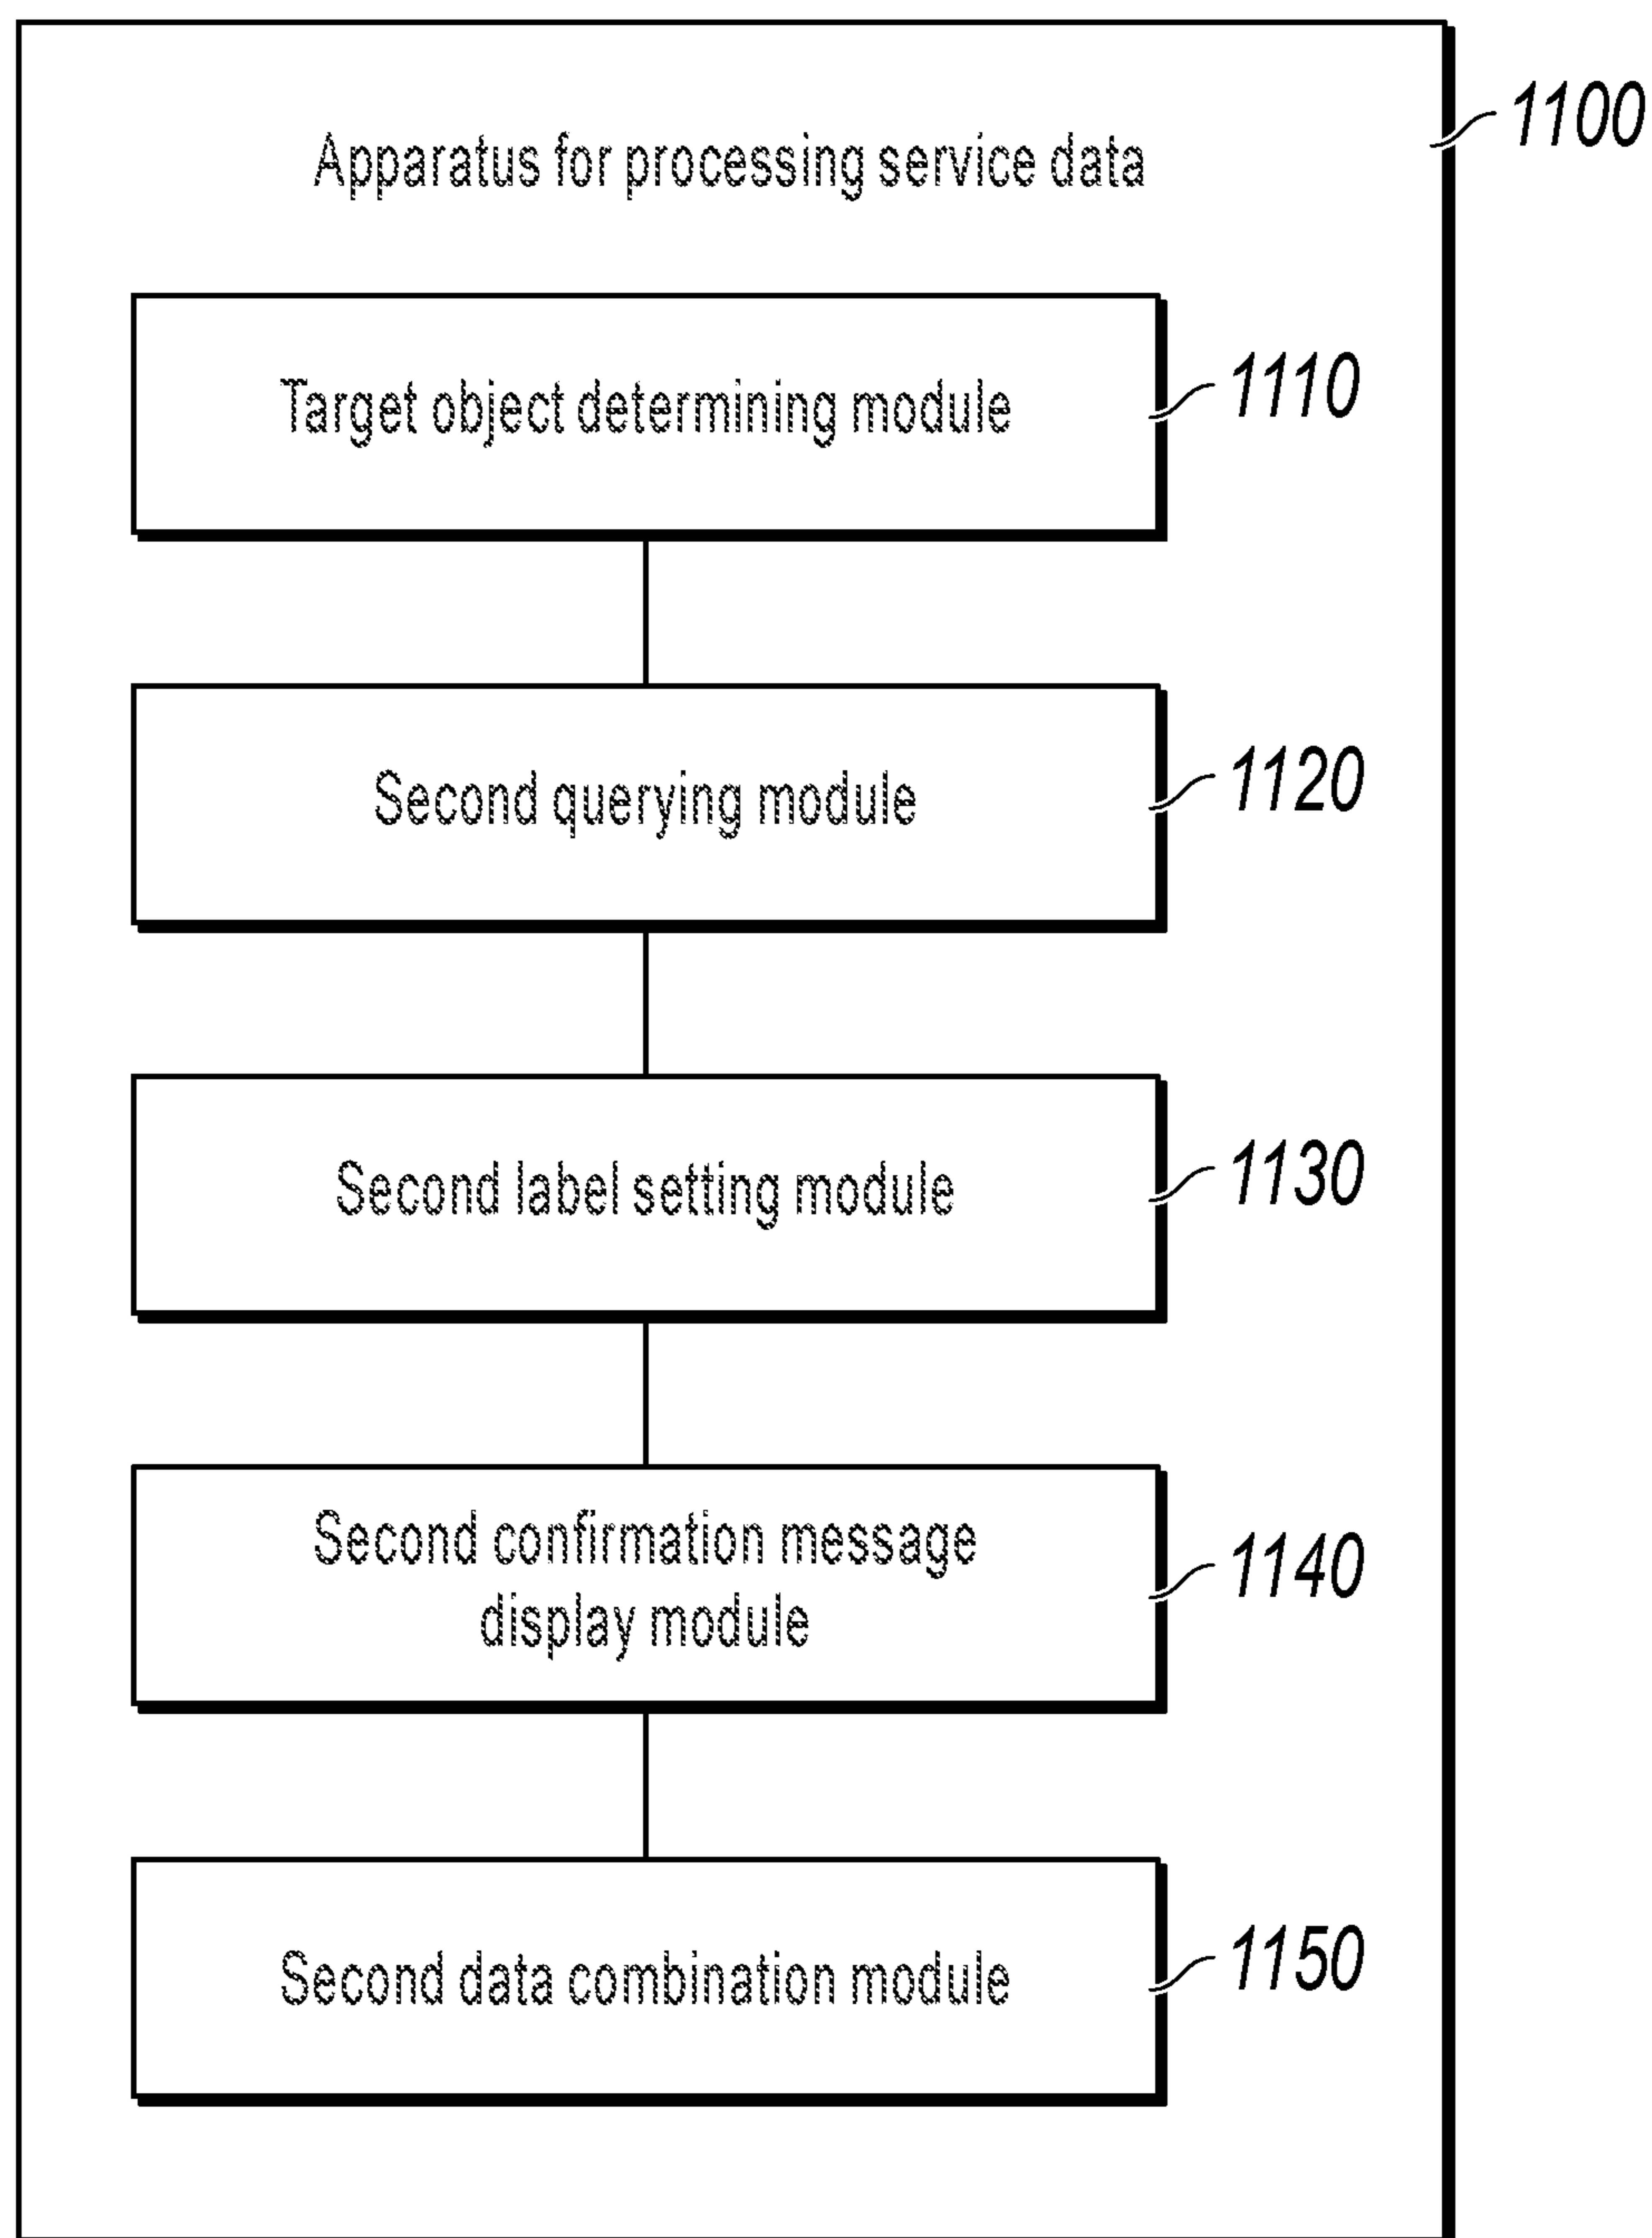 1100
Apparatus for processing service data
Target object determining module
1110
Second querying module
1120
Second label setting module
1130
Second confirmation message
display module
1140
Second data combination module
1150